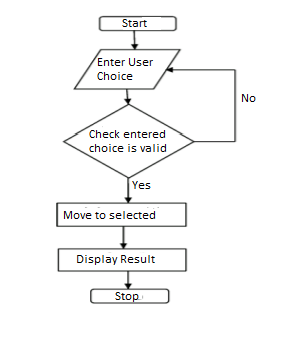 Start
Enter User
Choice
No
Check entered
choice is valid
Yes
Move to selected
Display Result
Stop